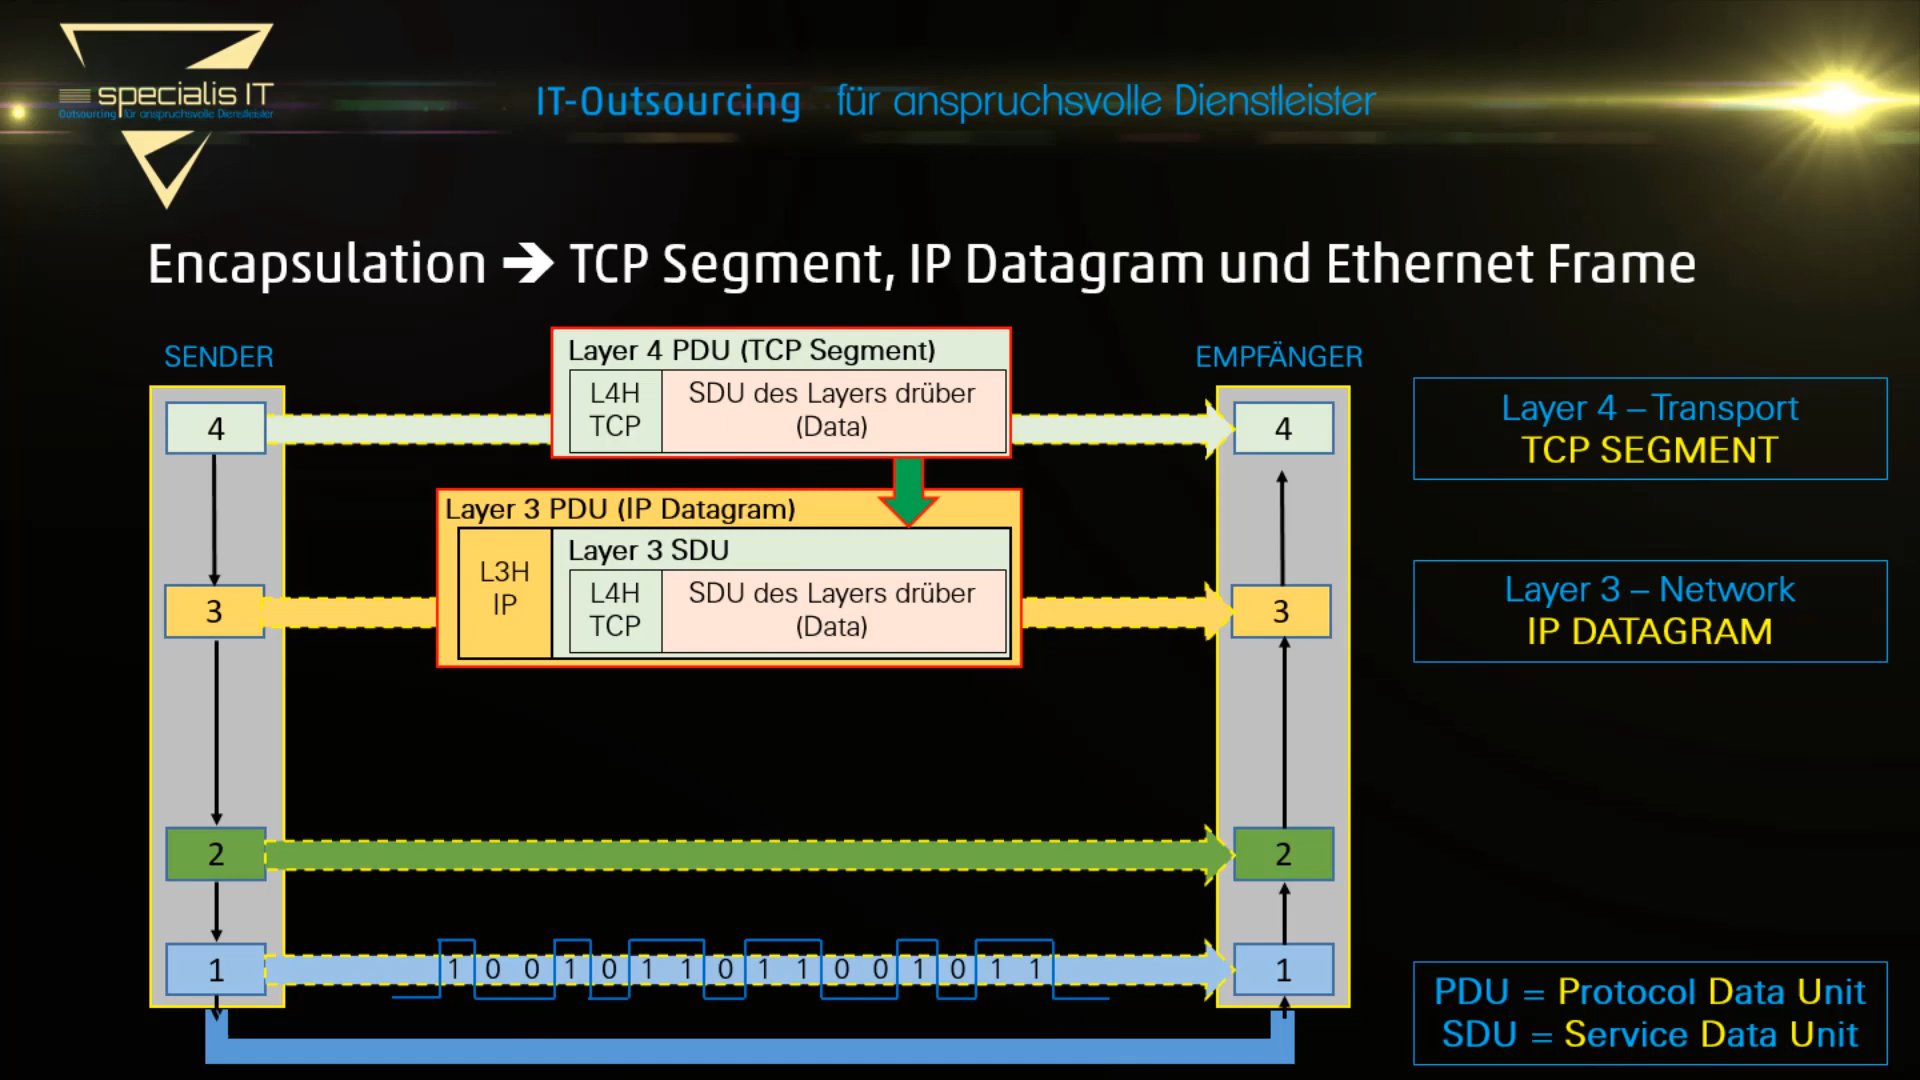 specialis IT
Outsourcing für anspruchsvolle Dienstleister
IT-Outsourcing für anspruchsvolle Dienstleister
Encapsulation ➔ TCP Segment, IP Datagram und Ethernet Frame
SENDER
EMPFÄNGER
Layer 4 PDU (TCP Segment)
L4H
TCP
SDU des Layers drüber
(Data)
4
4
Layer 4 – Transport
TCP SEGMENT
Layer 3 PDU (IP Datagram)
L3H
IP
Layer 3 SDU
L4H
TCP
SDU des Layers drüber
(Data)
3
3
Layer 3 – Network
IP DATAGRAM
2
2
1
1 0 0 1 0 1 1 0 1 1 0 0 1 0 1 1
1
PDU = Protocol Data Unit
SDU = Service Data Unit